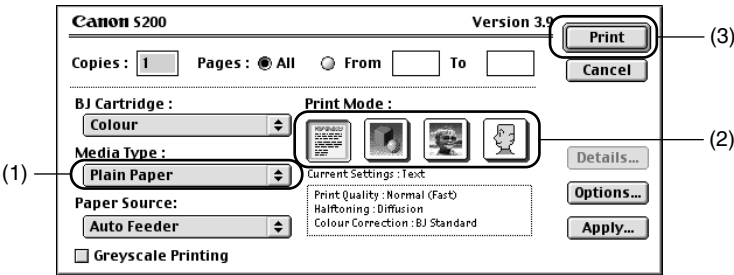 Canon S200 Version 3.9
Print (3)
Copies : 1 Pages : All From To
Cancel
BJ Cartridge : Print Mode :
Colour
(2)
Media Type :
Details...
(1) Plain Paper
Current Settings : Text
Print Quality : Normal (Fast)
Options...
Paper Source:
Halftoning : Diffusion
Auto Feeder
Colour Correction : BJ Standard
Apply...
Greyscale Printing